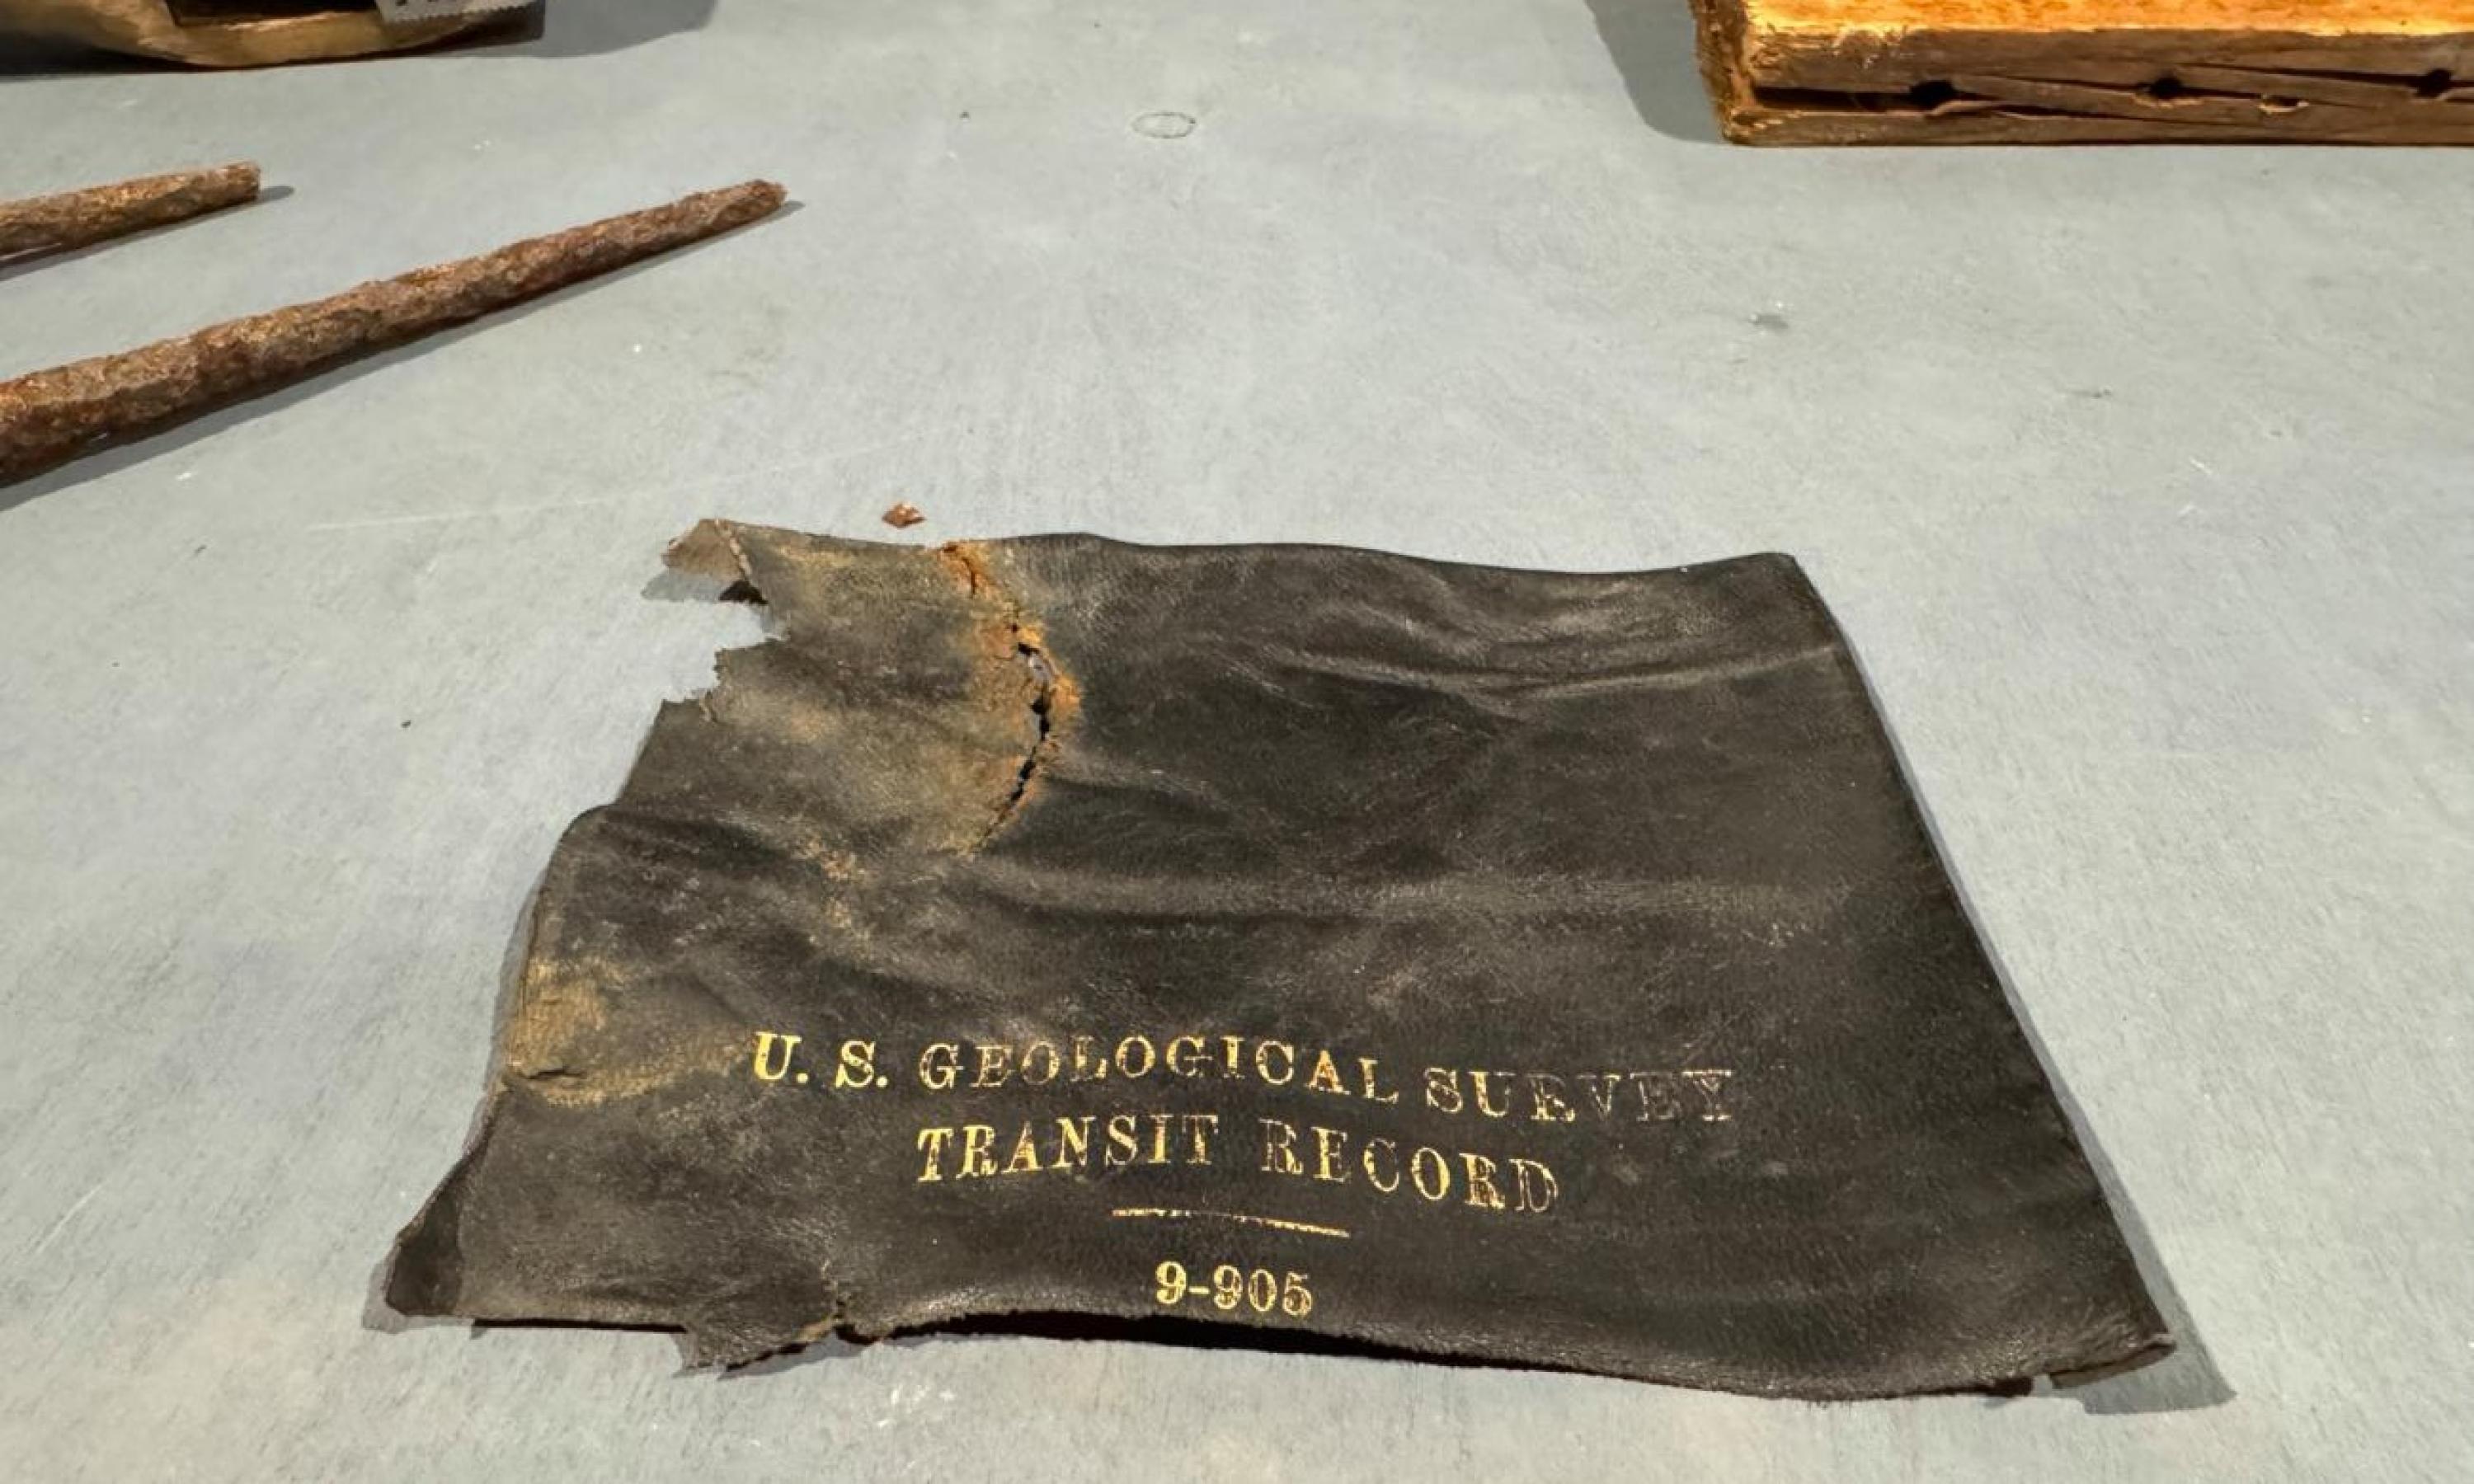 U. S. GEOLOGICAL SURVEY
TRANSIT RECORD
9-905